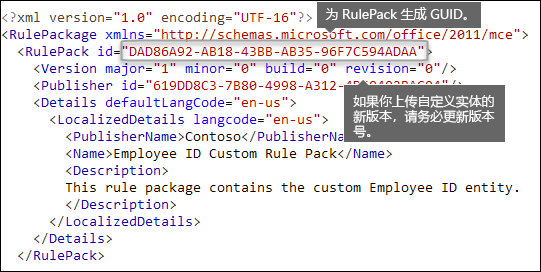 <?xml version="1.0" encoding="UTF-16"?>
为 RulePack 生成 GUID。
<RulePackage xmlns="http://schemas.microsoft.com/office/2011/mce">
<RulePack id="DAD86A92-AB18-43BB-AB35-96F7C594ADAA">
<Version major="1" minor="0" build="0" revision="0"/>
<Publisher id="619DD8C3-7B80-4998-A312-
如果你上传自定义实体的
新版本，请务必更新版本
号。
<Details defaultLangCode="en-us">
<LocalizedDetails langcode="en-us">
<PublisherName>Contoso</PublisherName>
<Name>Employee ID Custom Rule Pack</Name>
<Description>
This rule package contains the custom Employee ID entity.
</Description>
</LocalizedDetails>
</Details>
</RulePack>